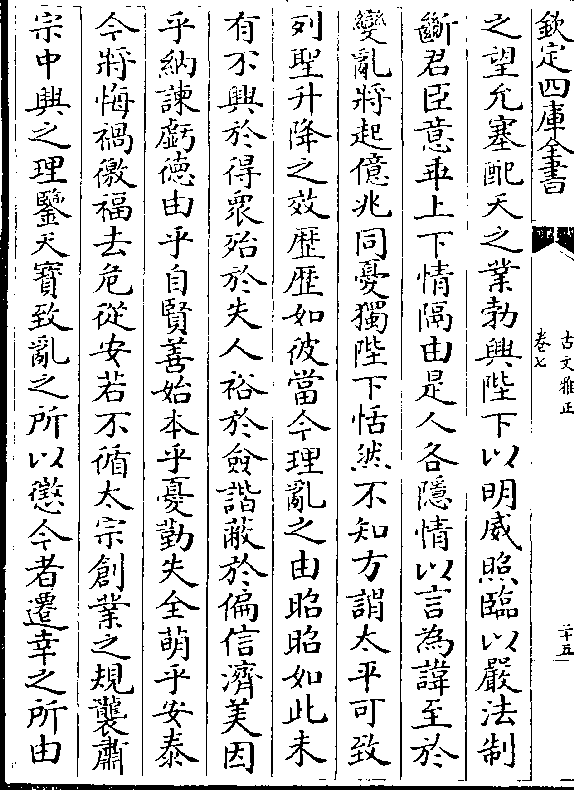 欽定四庫全書
古文雅正
卷七
二十五
之望允塞配天之業勃興陛下以明威照臨以嚴法制
斷君臣意乖上下情隔由是人各隱情以言為諱至於
變亂將起億兆同憂獨陛下恬然不知方謂太平可致
列聖升降之效歴歴如彼當今理亂之由昭昭如此未
有不興於得衆殆於失人裕於僉諧蔽於偏信濟美因
乎納諫虧德由乎自賢善始本乎憂勤失全萌乎安泰
今將悔禍徼福去危從安若不循太宗創業之規襲肅
宗中興之理鑒天寶致亂之所以懲今者遷幸之所由